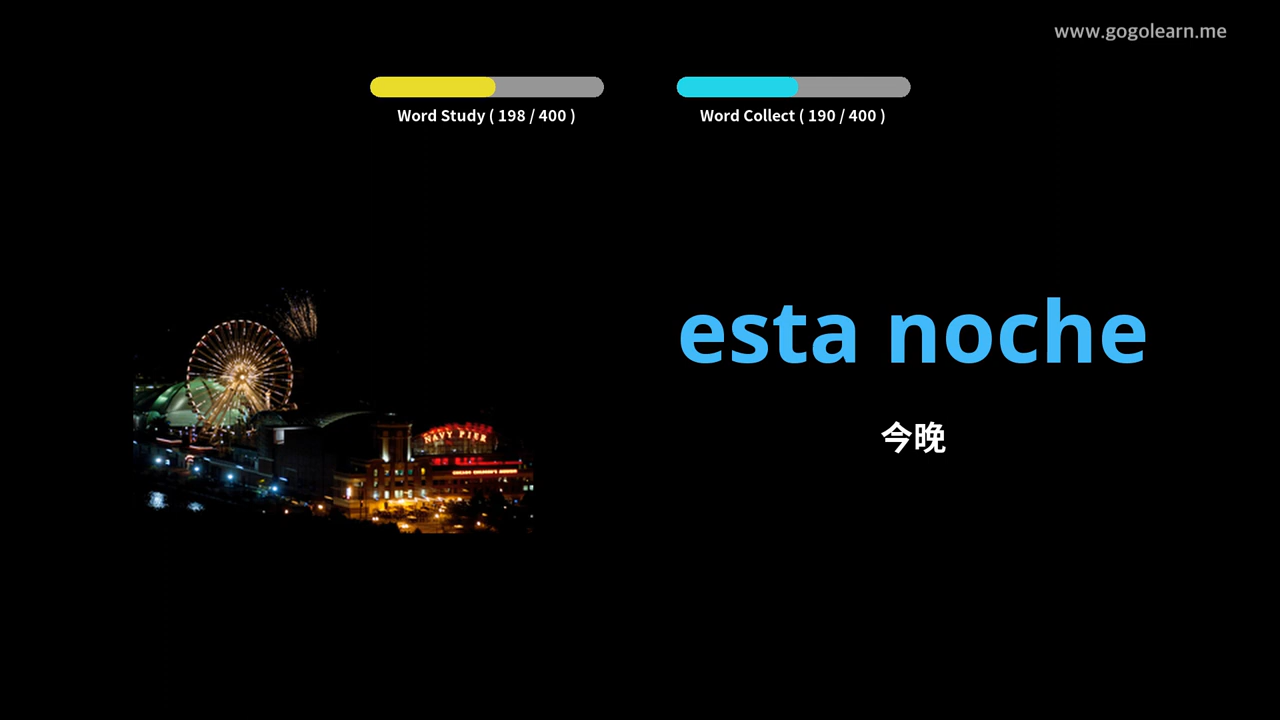 www.gogolearn.me
Word Study ( 198 / 400 )
Word Collect ( 190 / 400 )
esta noche
今晚
NAVY PIER